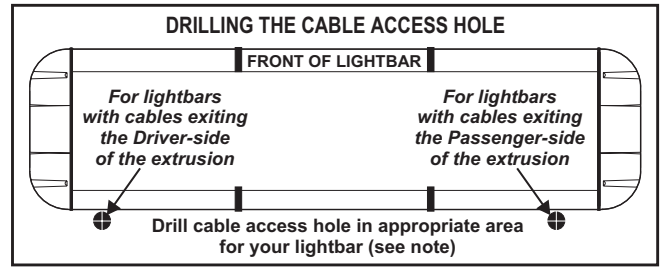 DRILLING THE CABLE ACCESS HOLE
FRONT OF LIGHTBAR
For lightbars
with cables exiting
the Driver-side
of the extrusion
For lightbars
with cables exiting
the Passenger-side
of the extrusion
Drill cable access hole in appropriate area
for your lightbar (see note)